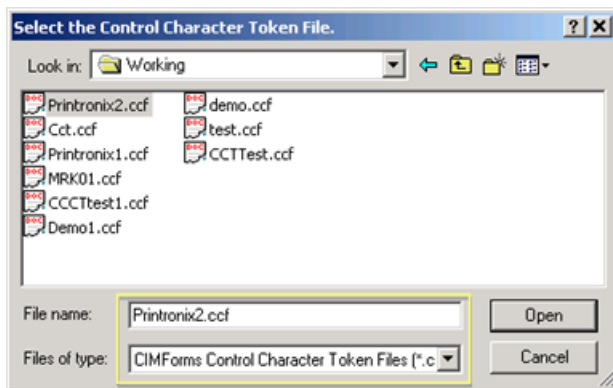 Select the Control Character Token File.
Look in: Working
Printronix2.ccf
Cct.ccf
Printronix1.ccf
MRK01.ccf
CCCTtest1.ccf
Demo1.ccf
demo.ccf
test.ccf
CCTTest.ccf
File name: Printronix2.ccf Open
Files of type: CIMForms Control Character Token Files (*.c Cancel